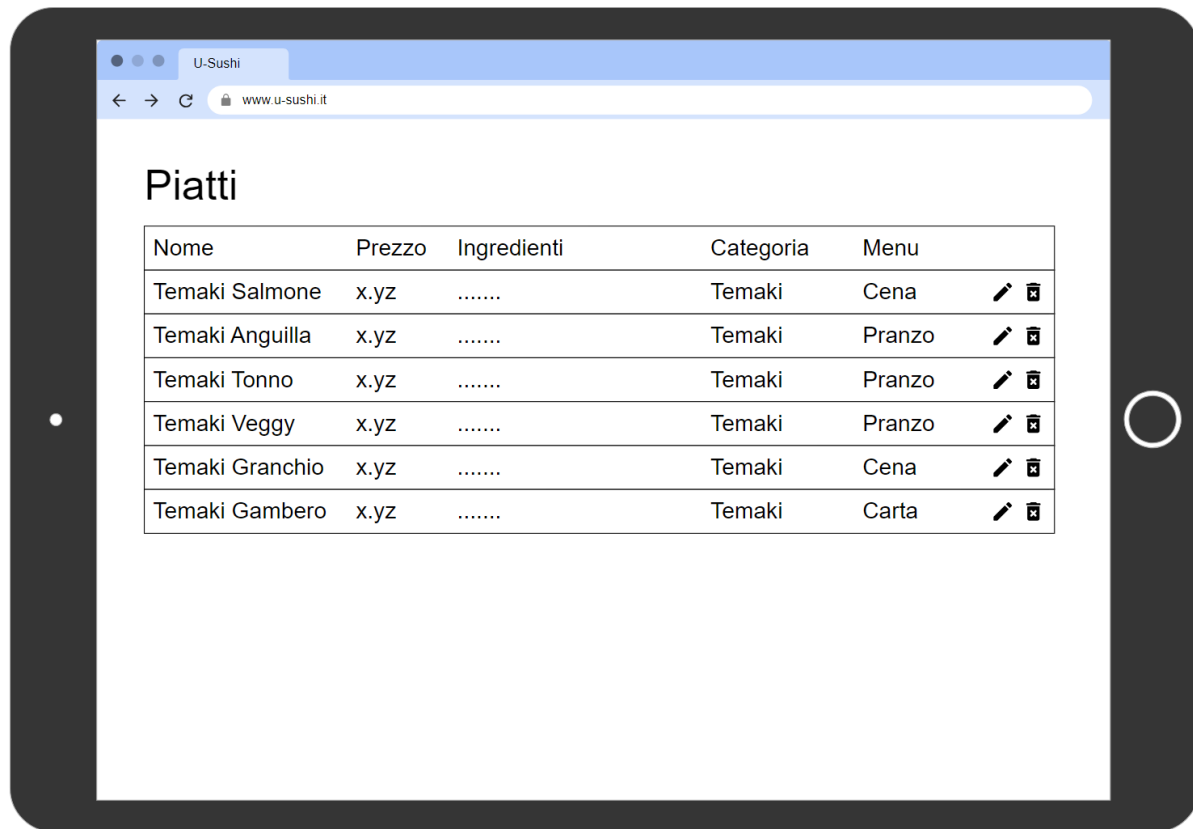 U-Sushi
www.u-sushi.it
Piatti
Nome Prezzo Ingredienti Categoria Menu
Temaki Salmone x.yz ....... Temaki Cena
Temaki Anguilla x.yz ....... Temaki Pranzo
Temaki Tonno x.yz ....... Temaki Pranzo
Temaki Veggy x.yz ....... Temaki Pranzo
Temaki Granchio x.yz ....... Temaki Cena
Temaki Gambero x.yz ....... Temaki Carta